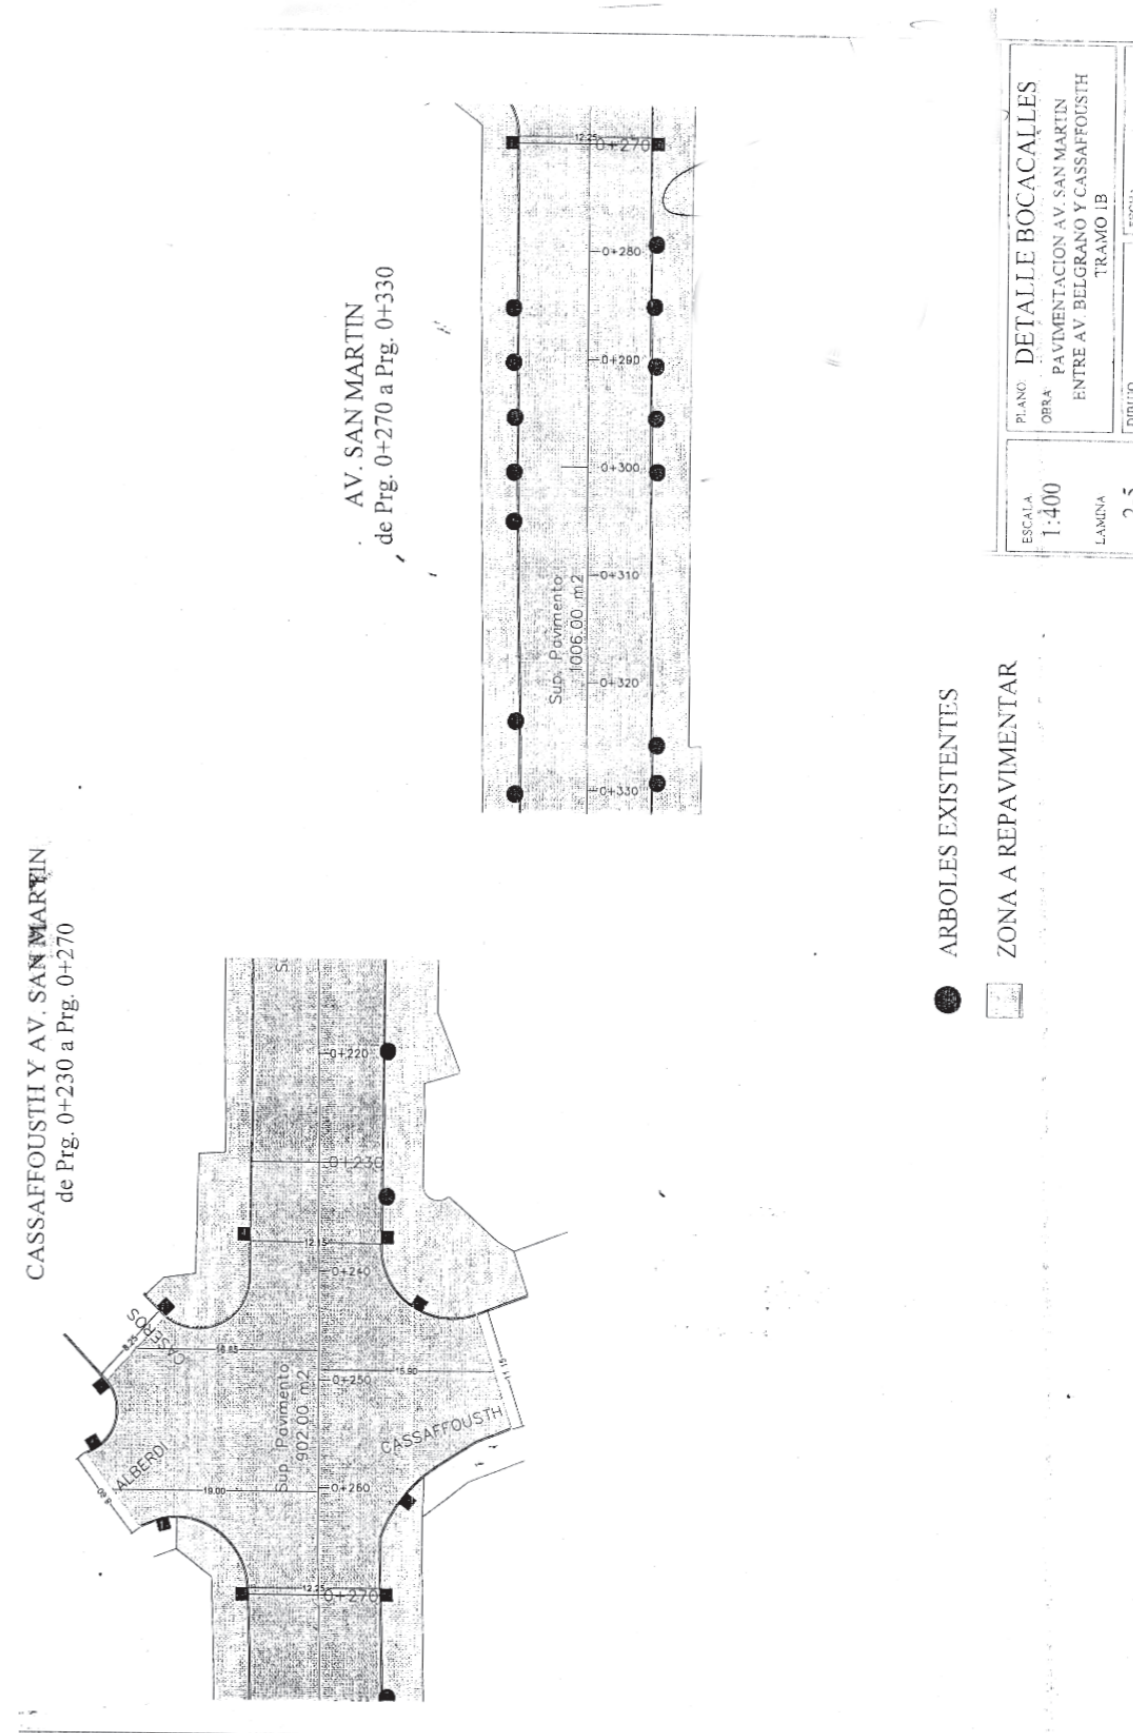 CASSAFFOUSTH Y AV. SAN MARTIN
de Prg. 0+230 a Prg. 0+270
CASEROS
8.25
ALBERDI
16.85
19.00
Sup. Pavimento
902.00 m2
0+220
0+230
12.15
0+240
0+250
0+260
12.25
0+270
15.90
11.15
CASSAFFOUSTH
AV. SAN MARTIN
de Prg. 0+270 a Prg. 0+330
12.25
0+270
0+280
0+290
0+300
0+310
0+320
0+330
Sup. Pavimento
1006.00 m2
ARBOLES EXISTENTES
ZONA A REPAVIMENTAR
ESCALA
1:400
LAMINA
PLANO: DETALLE BOCACALLES
OBRA: PAVIMENTACION AV. SAN MARTIN
ENTRE AV. BELGRANO Y CASSAFFOUSTH
TRAMO 1B